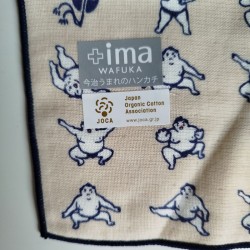 +ima
WAFUKA
今治うまれのハンカチ
Japan
Organic Cotton
Association
JOCA
www.joca.gr.jp